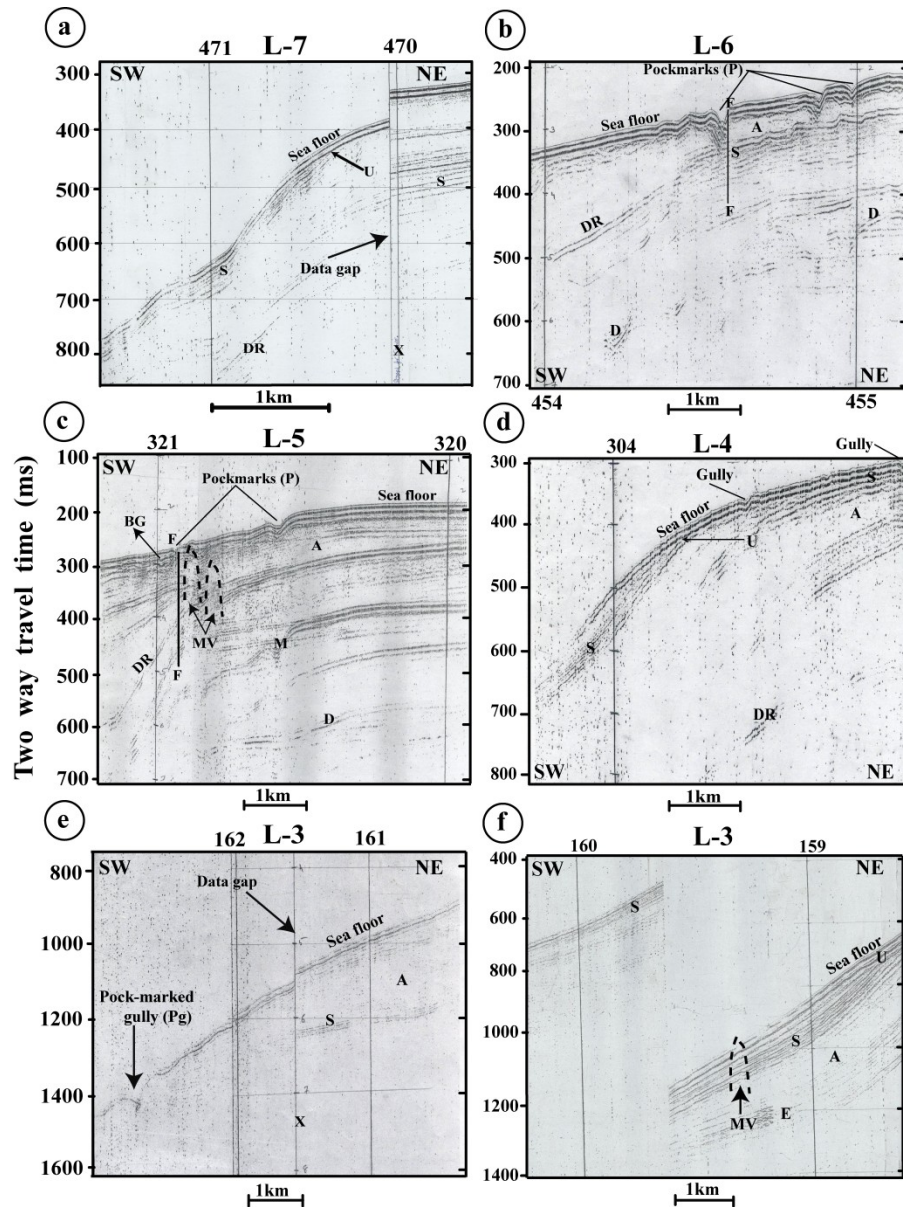 a
471 L-7 470
SW NE
300
400
500
600
700
800
Sea floor
U
S
Data gap
S
DR
X
1km
b
L-6
200
300
400
500
600
700
Pockmarks (P)
F
Sea floor
A
S
F
DR
D
D
SW NE
454 455
1km
c
321 L-5 320
SW NE
100
200
300
400
500
600
700
Pockmarks (P)
Sea floor
BG
F
A
MV
DR
M
F
D
1km
d
304 L-4
Gully
300
400
500
600
700
800
Gully
S
Sea floor
A
U
S
DR
SW NE
1km
Two way travel time (ms)
e
162 L-3 161
SW NE
800
1000
1200
1400
1600
Data gap
Sea floor
A
Pock-marked
gully (Pg)
S
X
1km
f
160 L-3 159
SW NE
400
600
800
1000
1200
1400
S
Sea floor
U
S
A
MV
E
1km